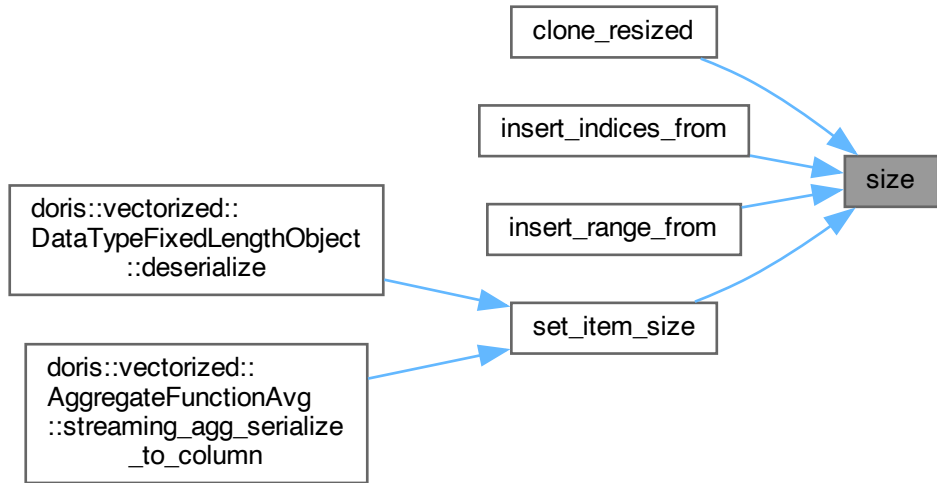 clone_resized
insert_indices_from
size
doris::vectorized::
DataTypeFixedLengthObject
::deserialize
insert_range_from
set_item_size
doris::vectorized::
AggregateFunctionAvg
::streaming_agg_serialize
_to_column